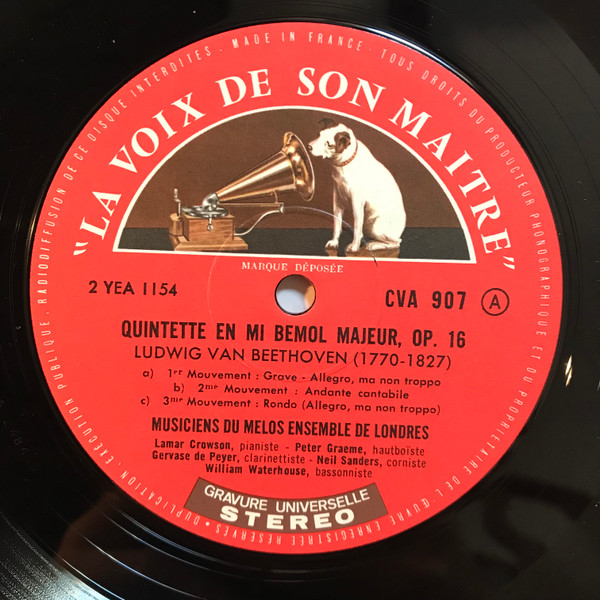 DUPLICATION. EXÉCUTION PUBLIQUE. RADIODIFFUSION DE CE DISQUE INTERDITES. MADE IN FRANCE. TOUS DROITS DU PRODUCTEUR PHONOGRAPHIQUE ET DU PROPRIETAIRE DE L'ŒUVRE ENREGISTREE RESERVES
"LA VOIX DE SON MAITRE"
MARQUE DÉPOSÉE
2 YEA 1154
CVA 907 A
QUINTETTE EN MI BEMOL MAJEUR, OP. 16
LUDWIG VAN BEETHOVEN (1770-1827)
a) 1er Mouvement : Grave - Allegro, ma non troppo
b) 2me Mouvement : Andante cantabile
c) 3me Mouvement : Rondo (Allegro, ma non troppo)
MUSICIENS DU MELOS ENSEMBLE DE LONDRES
Lamar Crowson, pianiste - Peter Graeme, hautboïste
Gervase de Peyer, clarinettiste - Neil Sanders, corniste
William Waterhouse, bassonniste
GRAVURE UNIVERSELLE
STEREO